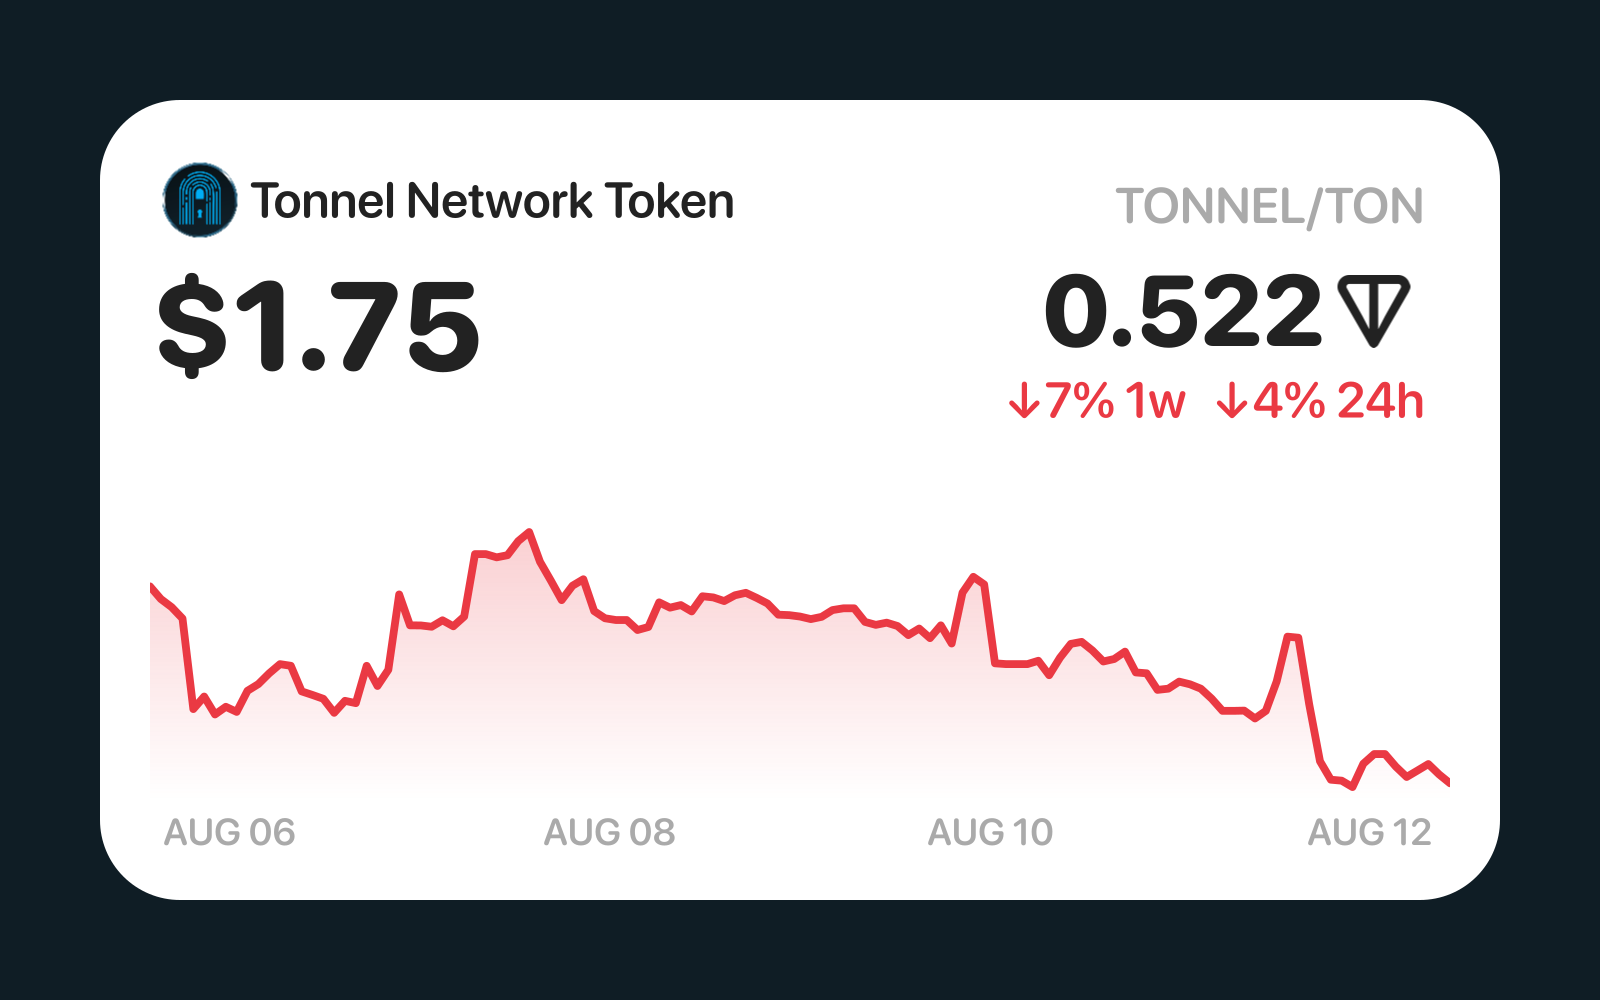 Tonnel Network Token
TONNEL/TON
$1.75
0.522
↓7% 1w ↓4% 24h
AUG 06
AUG 08
AUG 10
AUG 12